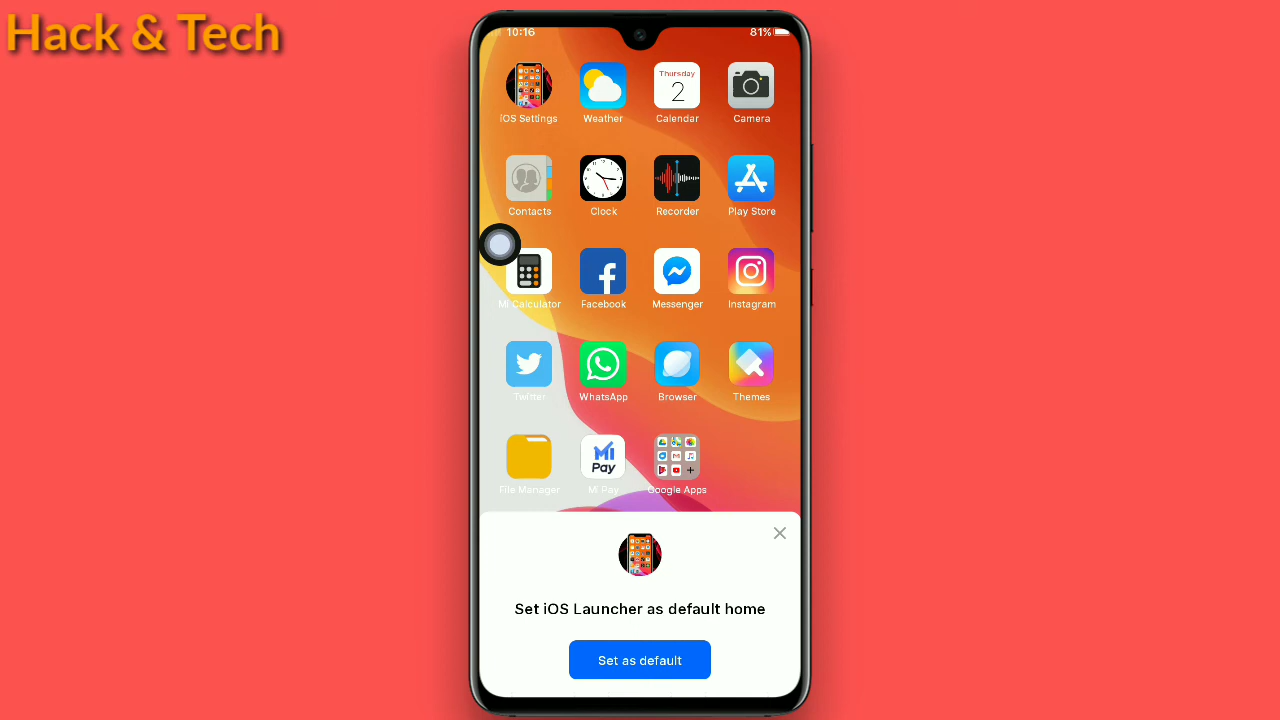 Hack & Tech
10:16
81%
iOS Settings
Weather
Thursday
2
Calendar
Camera
Contacts
Clock
Recorder
Play Store
Mi Calculator
Facebook
Messenger
Instagram
Twitter
WhatsApp
Browser
Themes
File Manager
Mi
Pay
Mi Pay
Google Apps
Set iOS Launcher as default home
Set as default